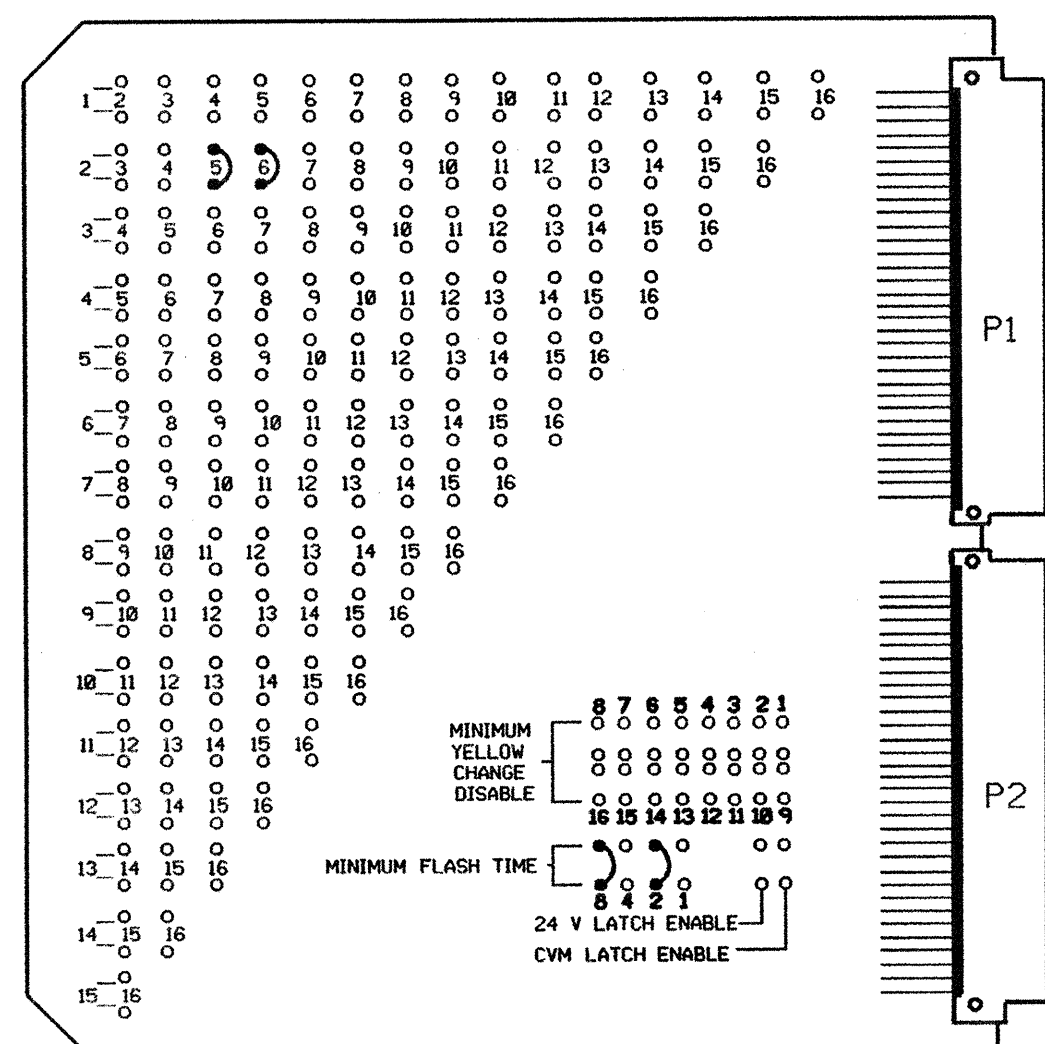 1 2 3 4 5 6 7 8 9 10 11 12 13 14 15 16
2 3 4 5 6 7 8 9 10 11 12 13 14 15 16
3 4 5 6 7 8 9 10 11 12 13 14 15 16
4 5 6 7 8 9 10 11 12 13 14 15 16
P1
5 6 7 8 9 10 11 12 13 14 15 16
6 7 8 9 10 11 12 13 14 15 16
7 8 9 10 11 12 13 14 15 16
8 9 10 11 12 13 14 15 16
9 10 11 12 13 14 15 16
10 11 12 13 14 15 16
11 12 13 14 15 16
12 13 14 15 16
13 14 15 16
14 15 16
15 16
8 7 6 5 4 3 2 1
MINIMUM
YELLOW
CHANGE
DISABLE
16 15 14 13 12 11 10 9
P2
MINIMUM FLASH TIME
8 4 2 1
24 V LATCH ENABLE
CVM LATCH ENABLE